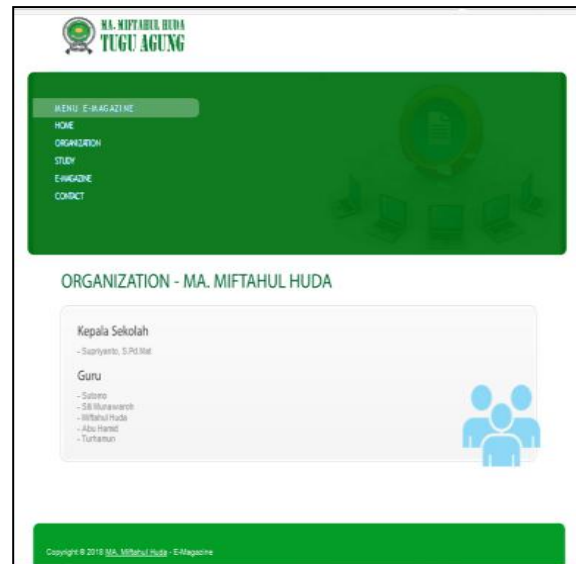 MA. MIFTAHUL HUDA
TUGU AGUNG
MENU E-MAGAZINE
HOME
ORGANIZATION
STUDY
E-MAGAZINE
CONTACT
ORGANIZATION - MA. MIFTAHUL HUDA
Kepala Sekolah
- Supriyanto, S.Pd.Mat
Guru
- Sutomo
- Siti Munawaroh
- Miftahul Huda
- Abu Hamid
- Turhamun
Copyright © 2018 MA. Miftahul Huda - E-Magazine